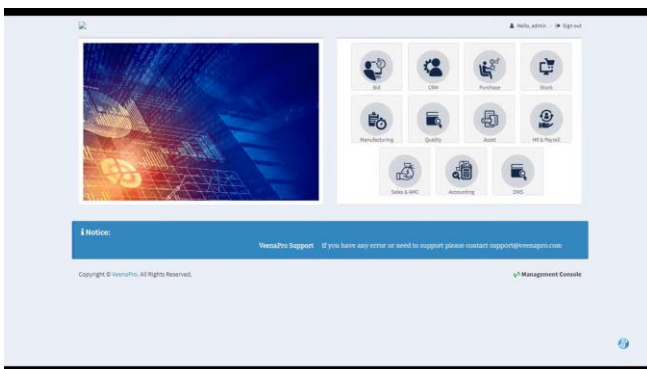 Hello, admin - Sign out
Bid
CRM
Purchase
Stock
Manufacturing
Quality
Asset
HR & Payroll
Sales & AMC
Accounting
DMS
Notice:
VeenaPro Support If you have any error or need to support please contact support@veenapro.com
Copyright © VeenaPro. All Rights Reserved.
Management Console